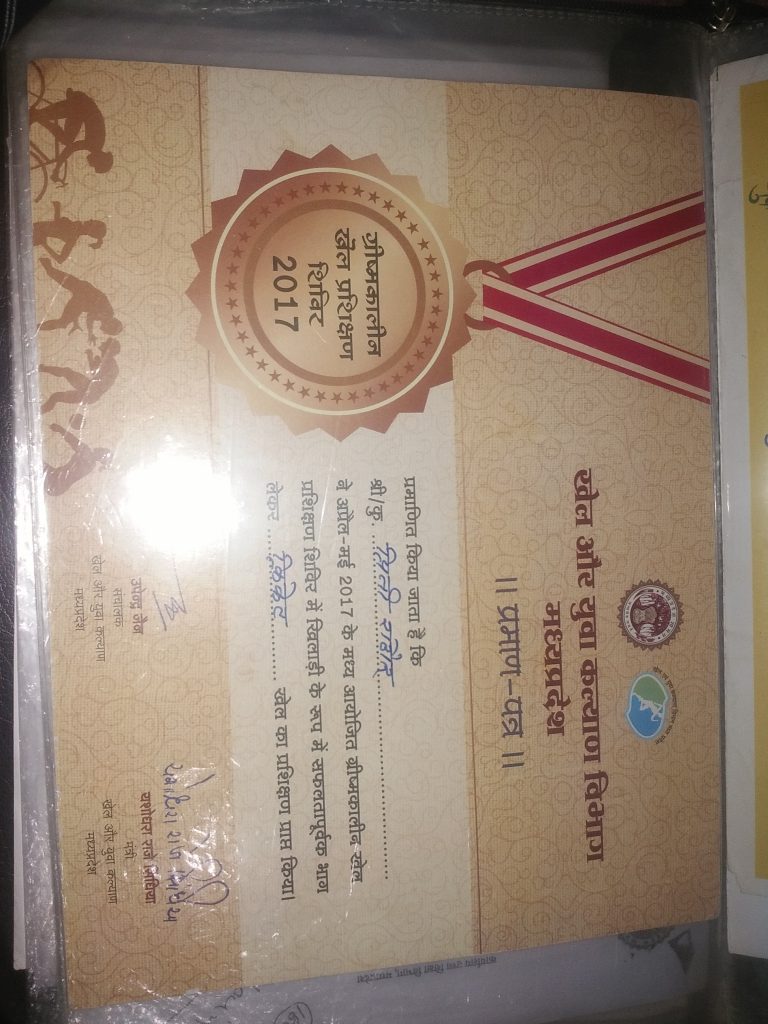 खेल और युवा कल्याण विभाग
मध्यप्रदेश
।। प्रमाण-पत्र ।।
ग्रीष्मकालीन
खेल प्रशिक्षण
शिविर
2017
प्रमाणित किया जाता है कि
श्री/कु. .......... राठौर ..........
ने अप्रैल-मई 2017 के मध्य आयोजित ग्रीष्मकालीन खेल
प्रशिक्षण शिविर में खिलाड़ी के रूप में सफलतापूर्वक भाग
लेकर ..... क्रिकेट .......... खेल का प्रशिक्षण प्राप्त किया।
उपेन्द्र जैन
संचालक
खेल और युवा कल्याण
मध्यप्रदेश
यशोधरा राजे सिंधिया
मंत्री
खेल और युवा कल्याण
मध्यप्रदेश